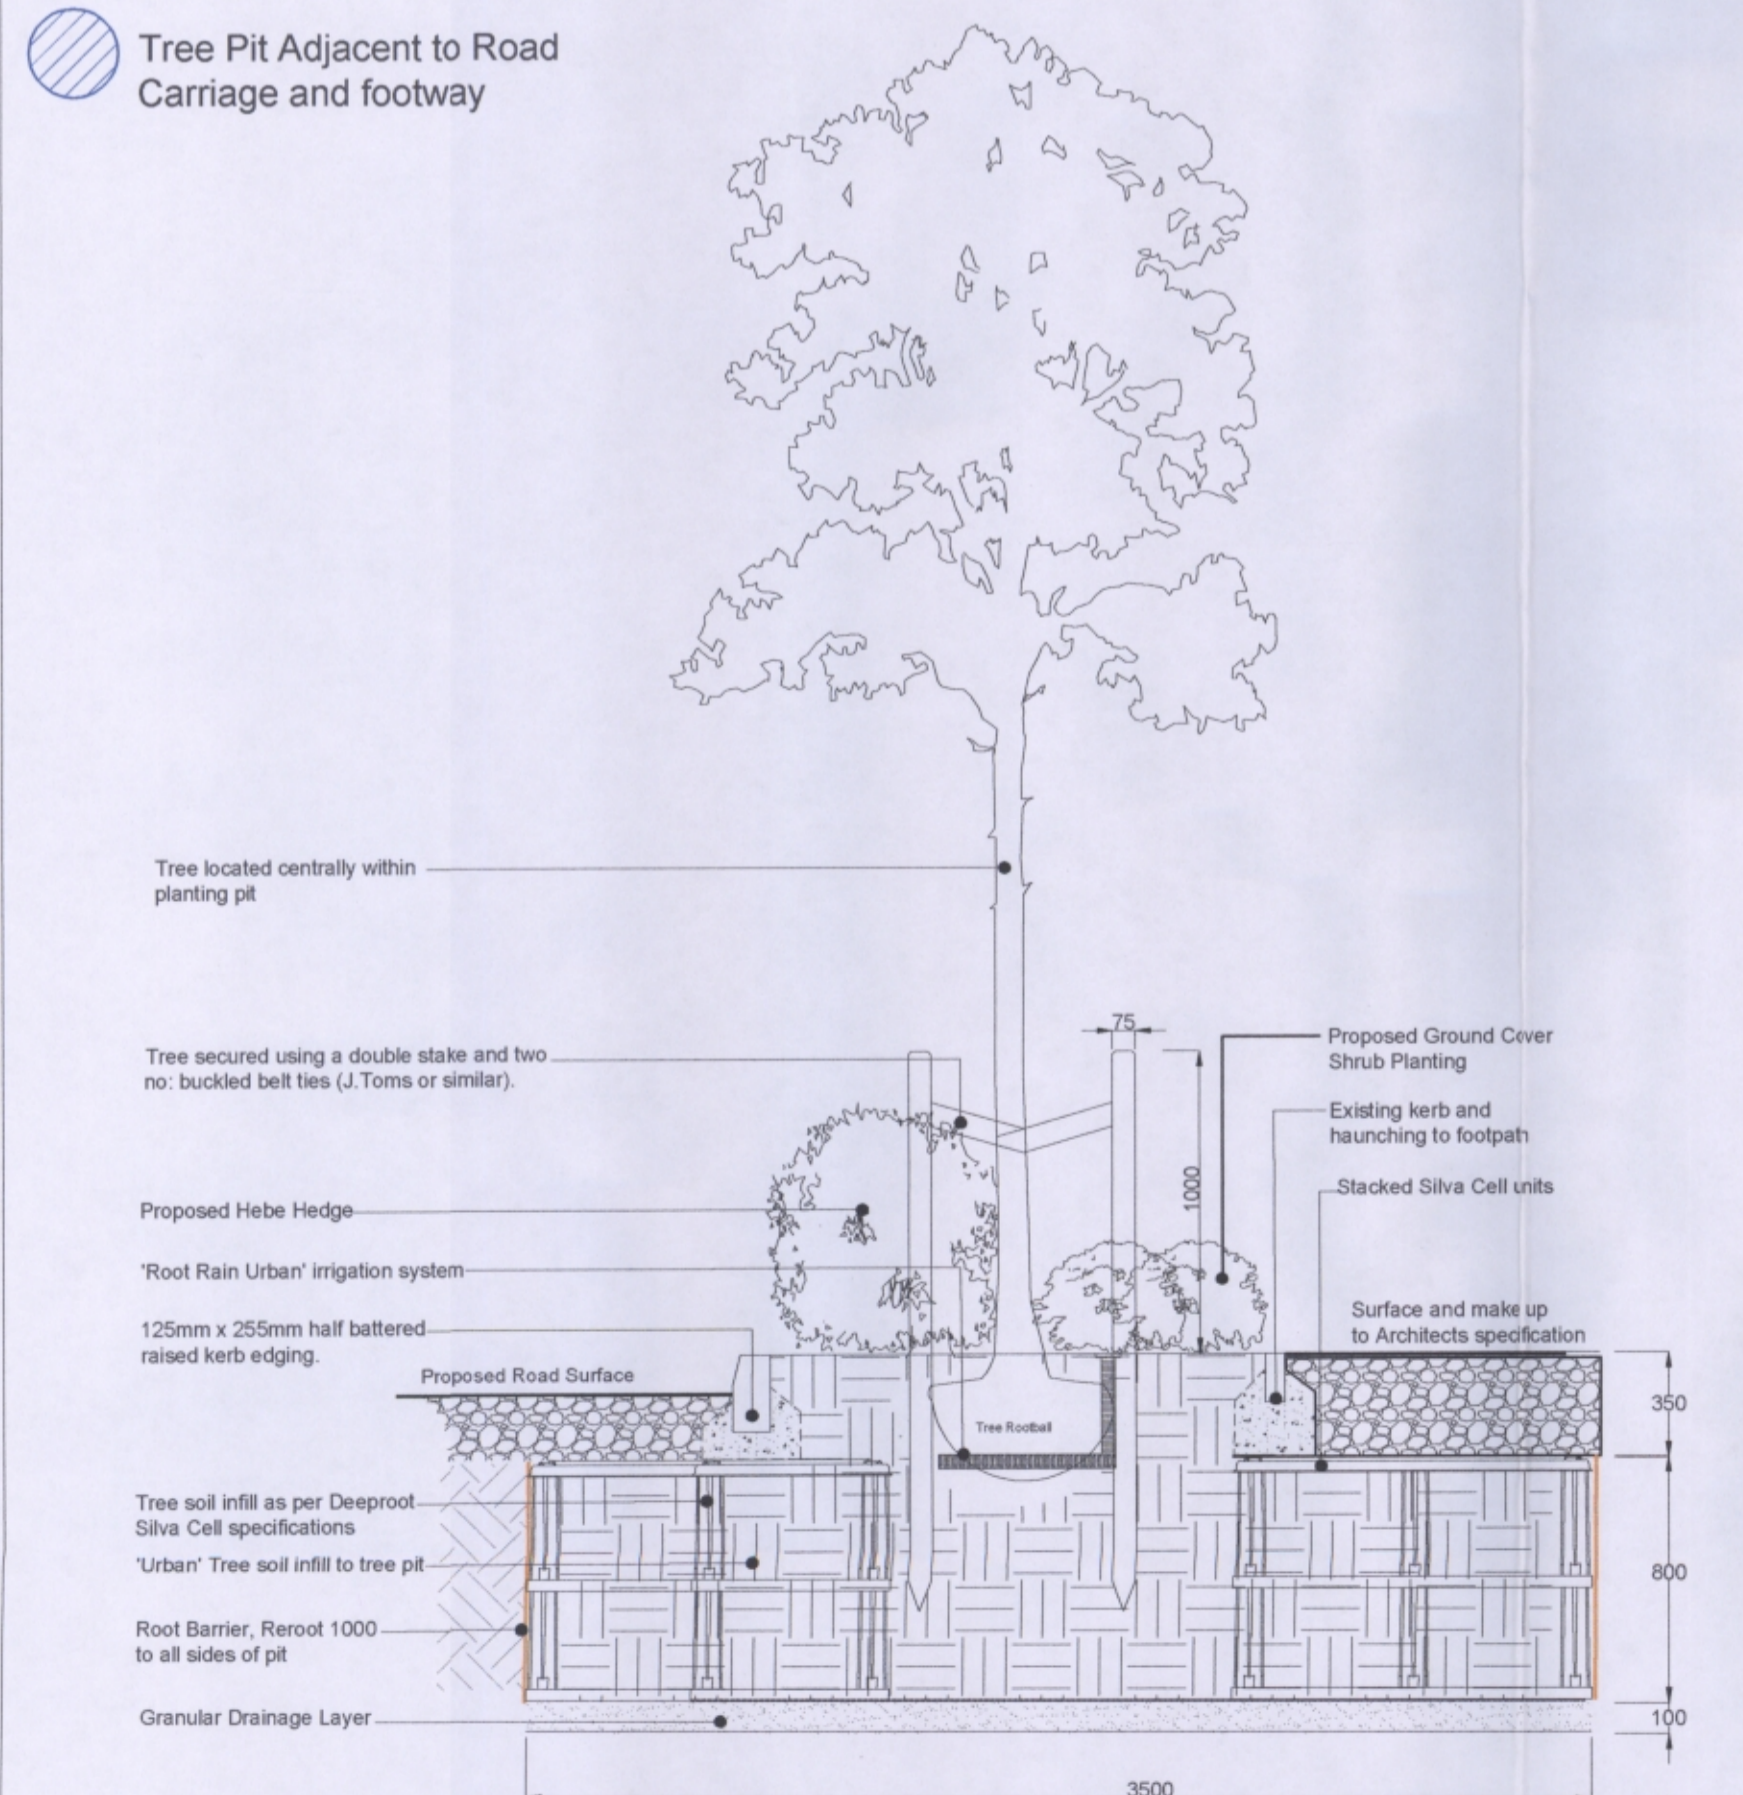 Tree Pit Adjacent to Road
Carriage and footway
Tree located centrally within
planting pit
75
Tree secured using a double stake and two
no: buckled belt ties (J.Toms or similar).
Proposed Ground Cover
Shrub Planting
Existing kerb and
haunching to footpath
1000
Stacked Silva Cell units
Proposed Hebe Hedge
'Root Rain Urban' irrigation system
125mm x 255mm half battered
raised kerb edging.
Surface and make up
to Architects specification
Proposed Road Surface
350
Tree Rootball
Tree soil infill as per Deeproot
Silva Cell specifications
'Urban' Tree soil infill to tree pit
800
Root Barrier, Reroot 1000
to all sides of pit
Granular Drainage Layer
100
3500